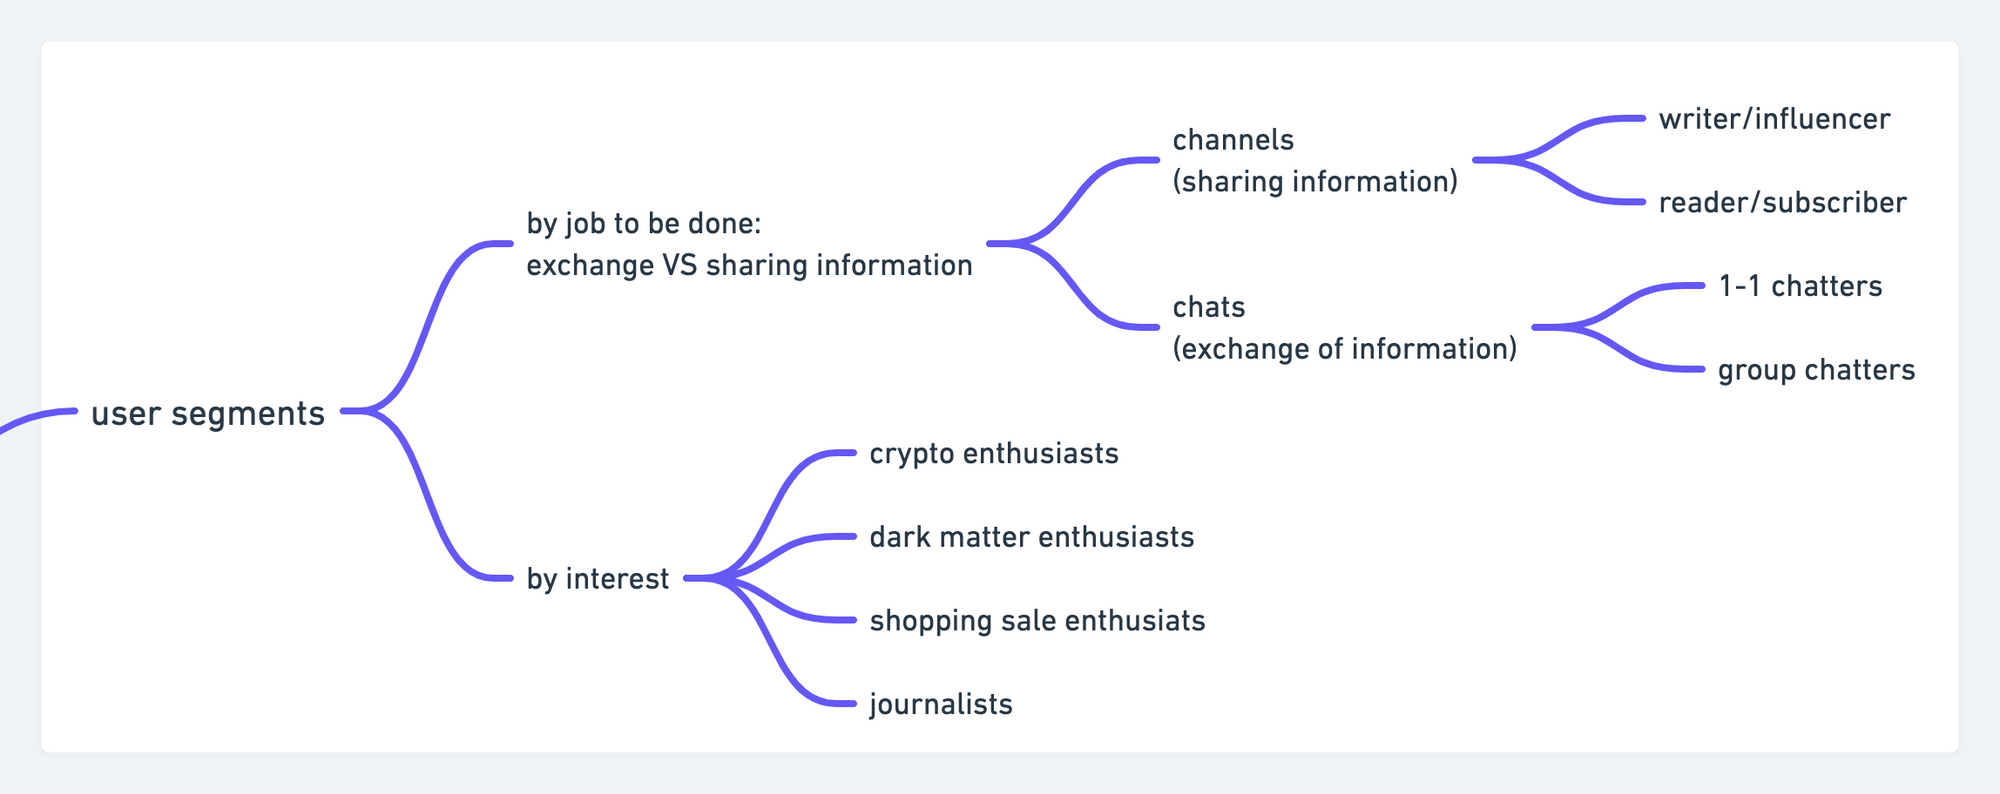 user segments
by job to be done:
exchange VS sharing information
channels
(sharing information)
writer/influencer
reader/subscriber
chats
(exchange of information)
1-1 chatters
group chatters
by interest
crypto enthusiasts
dark matter enthusiasts
shopping sale enthusiats
journalists